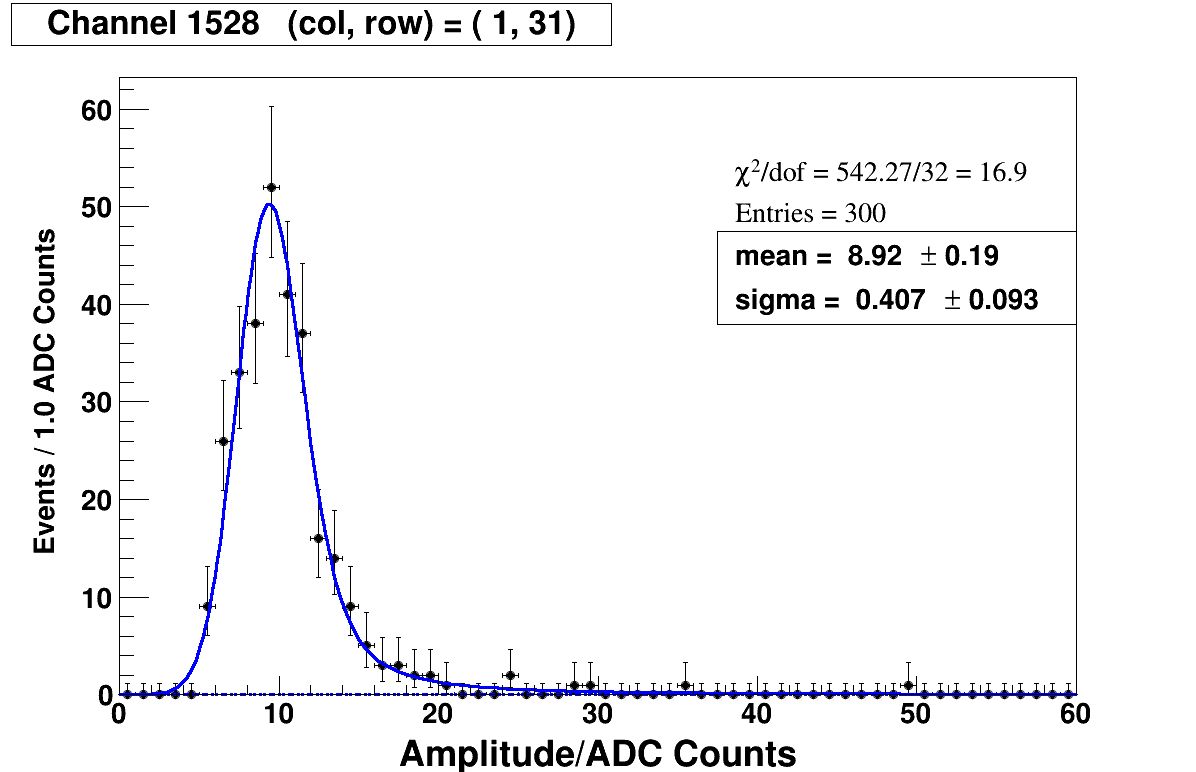 Channel 1528 (col, row) = ( 1, 31)
Events / 1.0 ADC Counts
60
50
40
30
20
10
0
χ²/dof = 542.27/32 = 16.9
Entries = 300
mean = 8.92 ± 0.19
sigma = 0.407 ± 0.093
0 10 20 30 40 50 60
Amplitude/ADC Counts